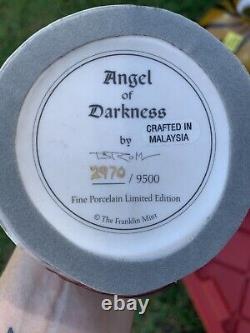 Angel
of
Darkness
by
CRAFTED IN
MALAYSIA
2970 / 9500
Fine Porcelain Limited Edition
© The Franklin Mint